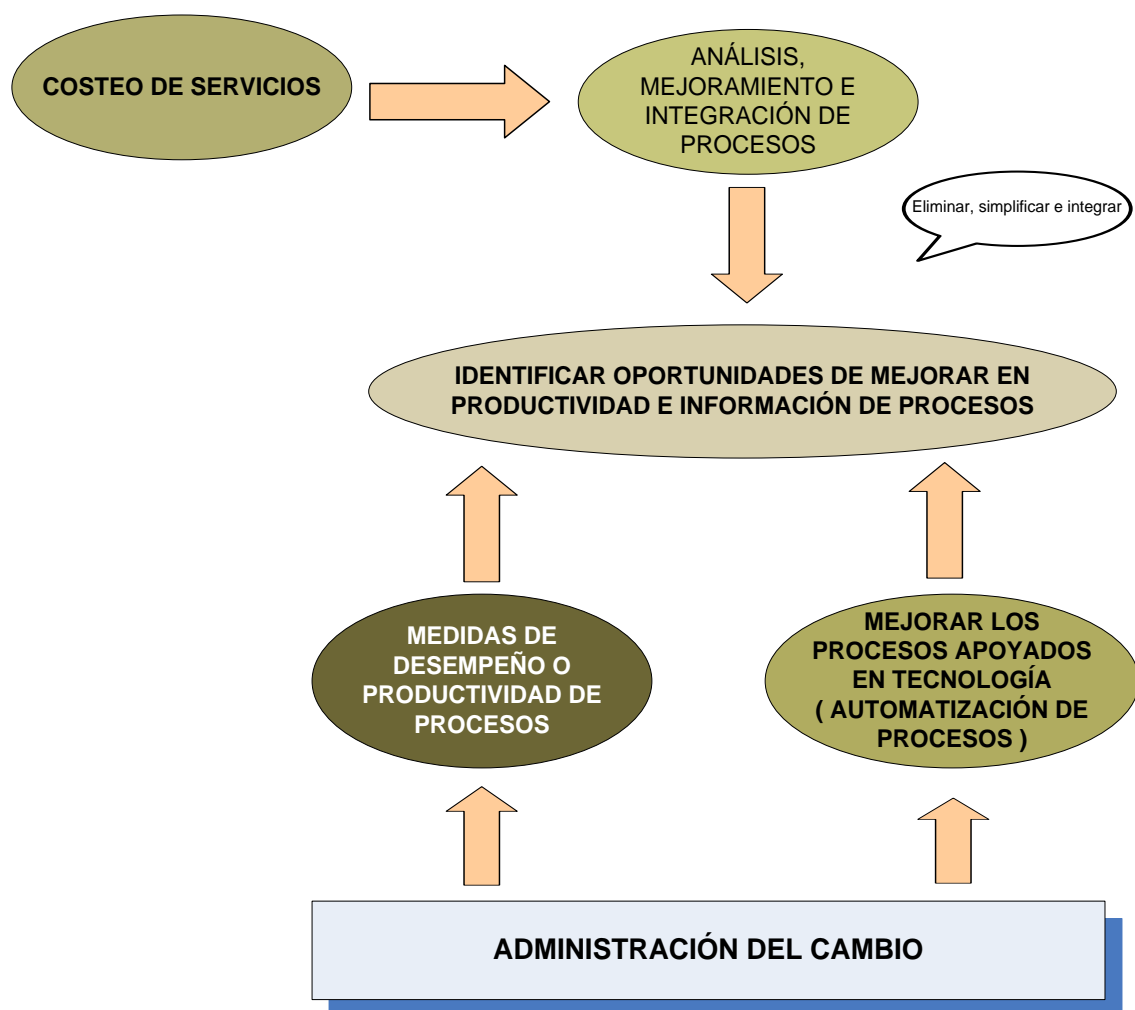 COSTEO DE SERVICIOS
ANÁLISIS,
MEJORAMIENTO E
INTEGRACIÓN DE
PROCESOS
Eliminar, simplificar e integrar
IDENTIFICAR OPORTUNIDADES DE MEJORAR EN
PRODUCTIVIDAD E INFORMACIÓN DE PROCESOS
MEDIDAS DE
DESEMPEÑO O
PRODUCTIVIDAD DE
PROCESOS
MEJORAR LOS
PROCESOS APOYADOS
EN TECNOLOGÍA
( AUTOMATIZACIÓN DE
PROCESOS )
ADMINISTRACIÓN DEL CAMBIO